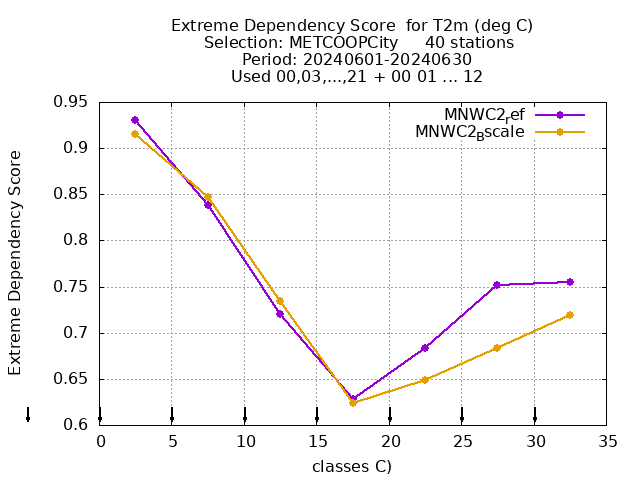 Extreme Dependency Score  for T2m (deg C)
Selection: METCOOPCity     40 stations
Period: 20240601-20240630
Used 00,03,...,21 + 00 01 ... 12
MNWC2ref
MNWC2Bscale
Extreme Dependency Score
0.95
0.9
0.85
0.8
0.75
0.7
0.65
0.6
0 5 10 15 20 25 30 35
classes C)